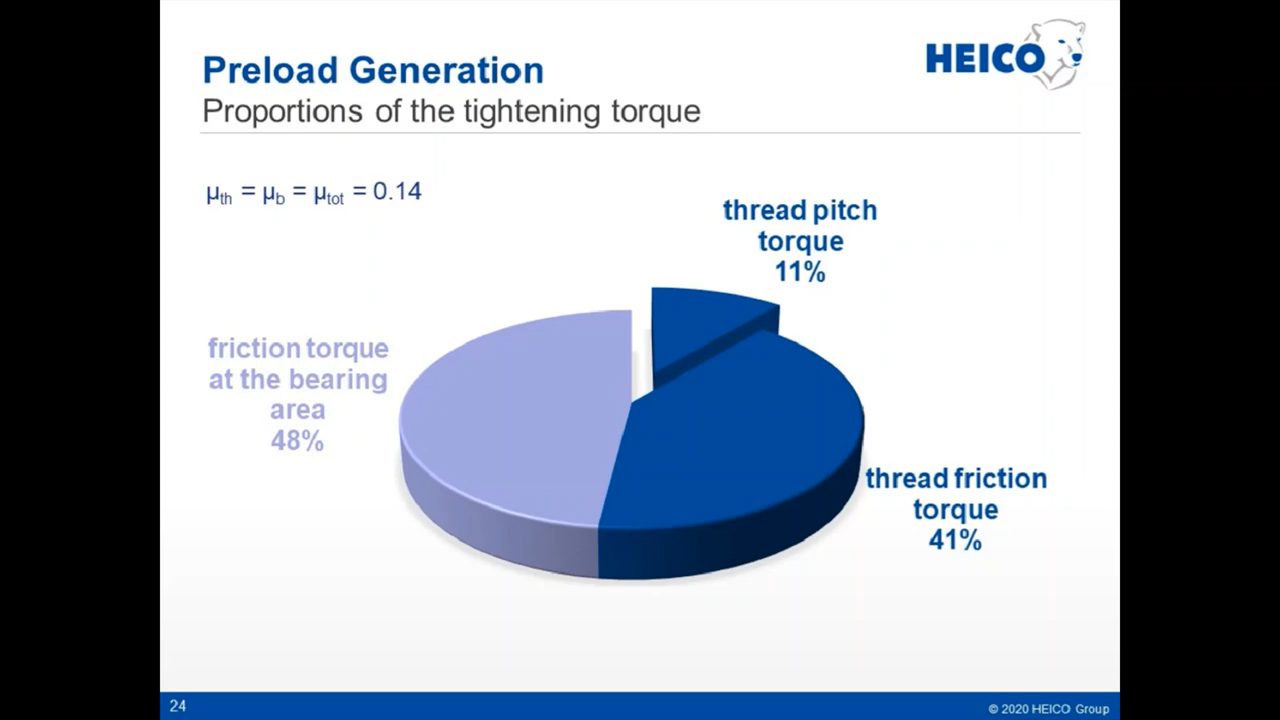 Preload Generation
HEICO
Proportions of the tightening torque
μth = μb = μtot = 0.14
thread pitch
torque
11%
friction torque
at the bearing
area
48%
thread friction
torque
41%
24
© 2020 HEICO Group